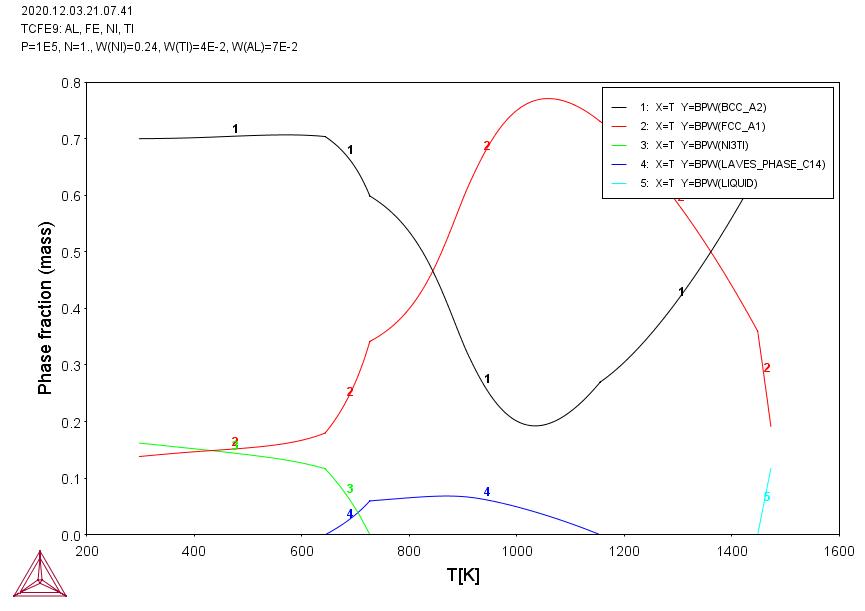 2020.12.03.21.07.41
TCFE9: AL, FE, NI, TI
P=1E5, N=1., W(NI)=0.24, W(TI)=4E-2, W(AL)=7E-2
1: X=T Y=BPW(BCC_A2)
2: X=T Y=BPW(FCC_A1)
3: X=T Y=BPW(NI3TI)
4: X=T Y=BPW(LAVES_PHASE_C14)
5: X=T Y=BPW(LIQUID)
Phase fraction (mass)
0.8
0.7
0.6
0.5
0.4
0.3
0.2
0.1
0.0
1
1
2
2
1
1
2
2
2
3
4
4
2
5
200 400 600 800 1000 1200 1400 1600
T[K]